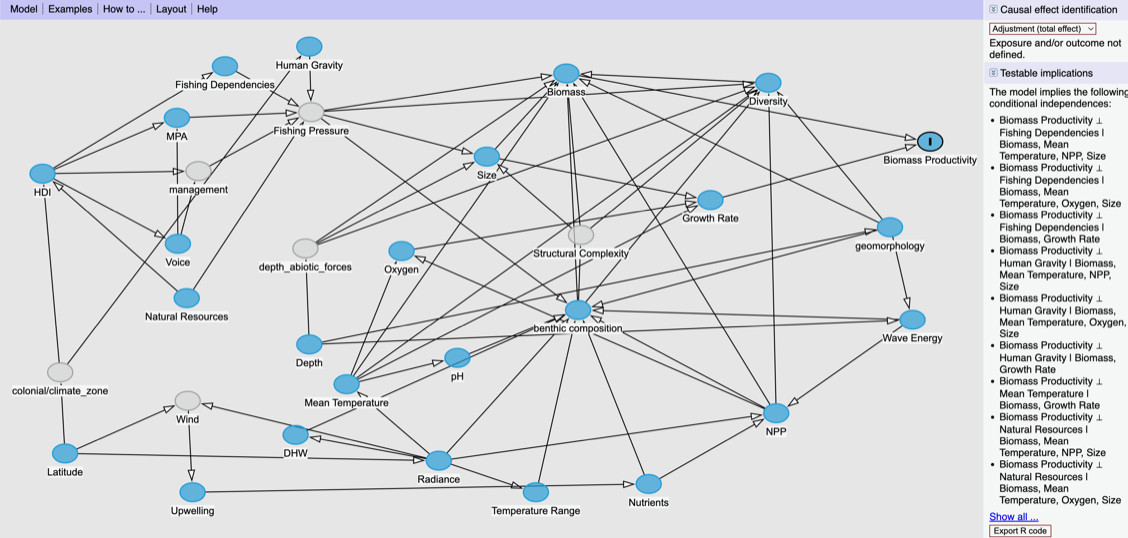 Model | Examples | How to ... | Layout | Help
Human Gravity
Fishing Dependencies
Biomass
Diversity
MPA
Fishing Pressure
I
Biomass Productivity
HDI
management
Size
Growth Rate
Voice
depth_abiotic_forces
Oxygen
Structural Complexity
geomorphology
Natural Resources
benthic composition
Wave Energy
Depth
pH
colonial/climate_zone
Mean Temperature
Wind
NPP
DHW
Latitude
Radiance
Upwelling
Temperature Range
Nutrients
Causal effect identification
Adjustment (total effect)
Exposure and/or outcome not
defined.
Testable implications
The model implies the following
conditional independences:
• Biomass Productivity ⊥
Fishing Dependencies |
Biomass, Mean
Temperature, NPP, Size
• Biomass Productivity ⊥
Fishing Dependencies |
Biomass, Mean
Temperature, Oxygen, Size
• Biomass Productivity ⊥
Fishing Dependencies |
Biomass, Growth Rate
• Biomass Productivity ⊥
Human Gravity | Biomass,
Mean Temperature, NPP,
Size
• Biomass Productivity ⊥
Human Gravity | Biomass,
Mean Temperature, Oxygen,
Size
• Biomass Productivity ⊥
Human Gravity | Biomass,
Growth Rate
• Biomass Productivity ⊥
Mean Temperature |
Biomass, Growth Rate
• Biomass Productivity ⊥
Natural Resources |
Biomass, Mean
Temperature, NPP, Size
• Biomass Productivity ⊥
Natural Resources |
Biomass, Mean
Temperature, Oxygen, Size
Show all ...
Export R code